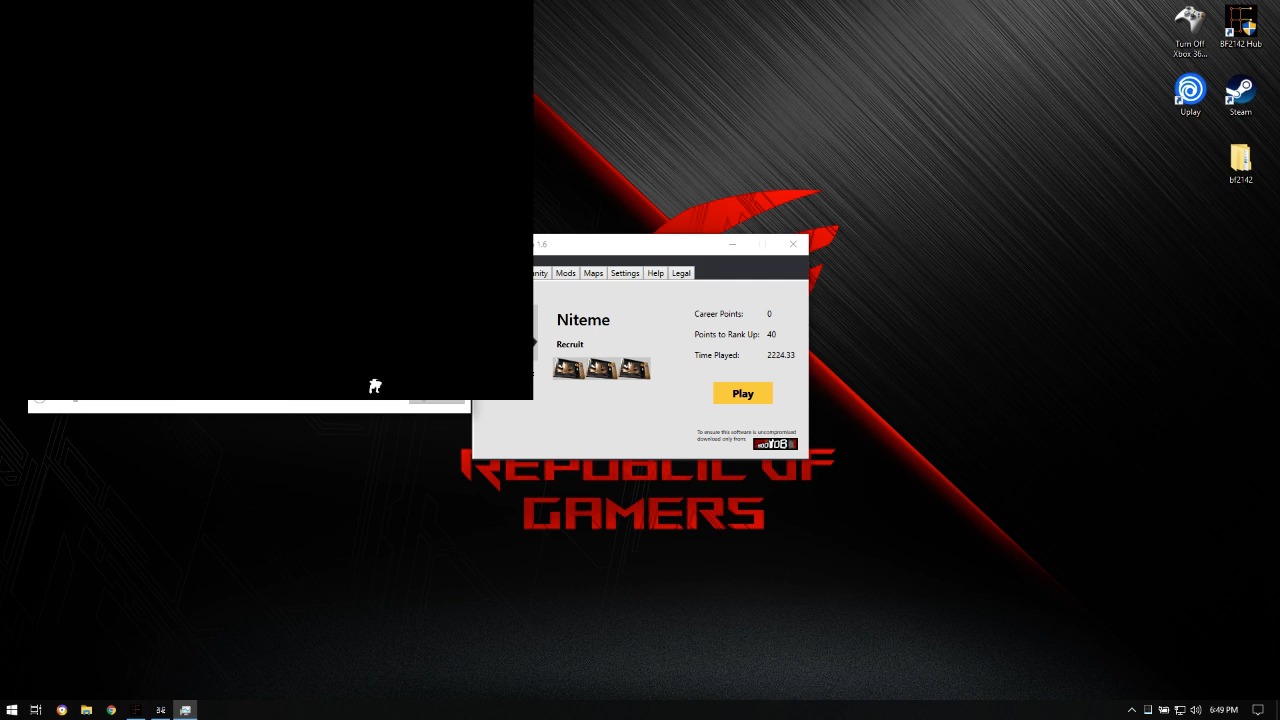 Turn Off
Xbox 36...
BF2142 Hub
Uplay
Steam
bf2142
1.6
Mods
Maps
Settings
Help
Legal
Niteme
Recruit
Career Points: 0
Points to Rank Up: 40
Time Played: 2224.33
Play
To ensure this software is uncompromised
download only from:
REPUBLIC OF
GAMERS
6:49 PM